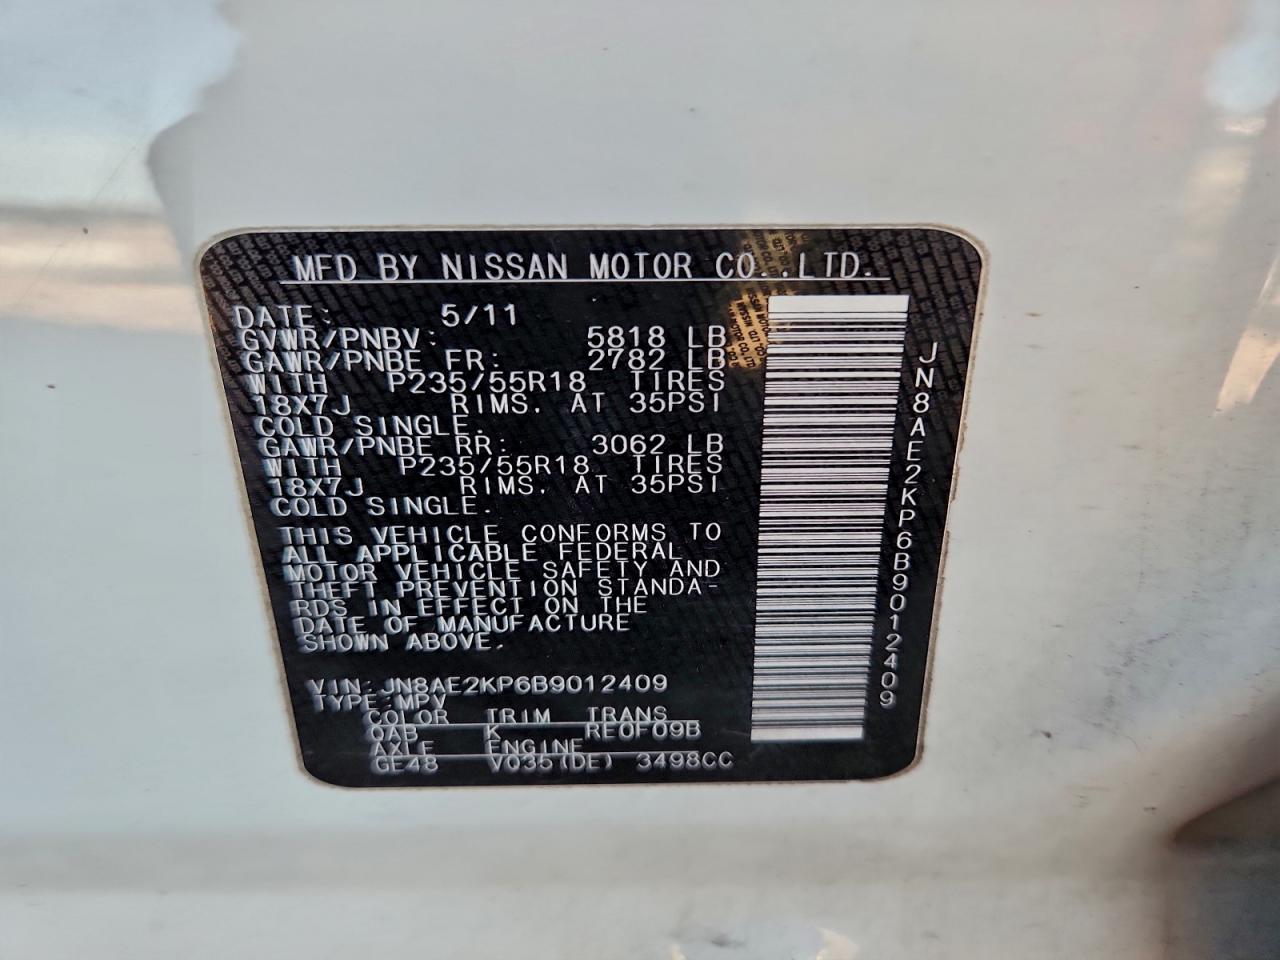 MFD BY NISSAN MOTOR CO.,LTD.
DATE: 5/11
GVWR/PNBV: 5818 LB
GAWR/PNBE FR: 2782 LB
WITH P235/55R18 TIRES
18X7J RIMS. AT 35PSI
COLD SINGLE.
GAWR/PNBE RR: 3062 LB
WITH P235/55R18 TIRES
18X7J RIMS. AT 35PSI
COLD SINGLE.
THIS VEHICLE CONFORMS TO
ALL APPLICABLE FEDERAL
MOTOR VEHICLE SAFETY AND
THEFT PREVENTION STANDA-
RDS IN EFFECT ON THE
DATE OF MANUFACTURE
SHOWN ABOVE.
VIN: JN8AE2KP6B9012409
TYPE: MPV
COLOR TRIM TRANS
QAB K RE0F09B
AXLE ENGINE
GE48 VQ35(DE) 3498CC
JN8AE2KP6B9012409